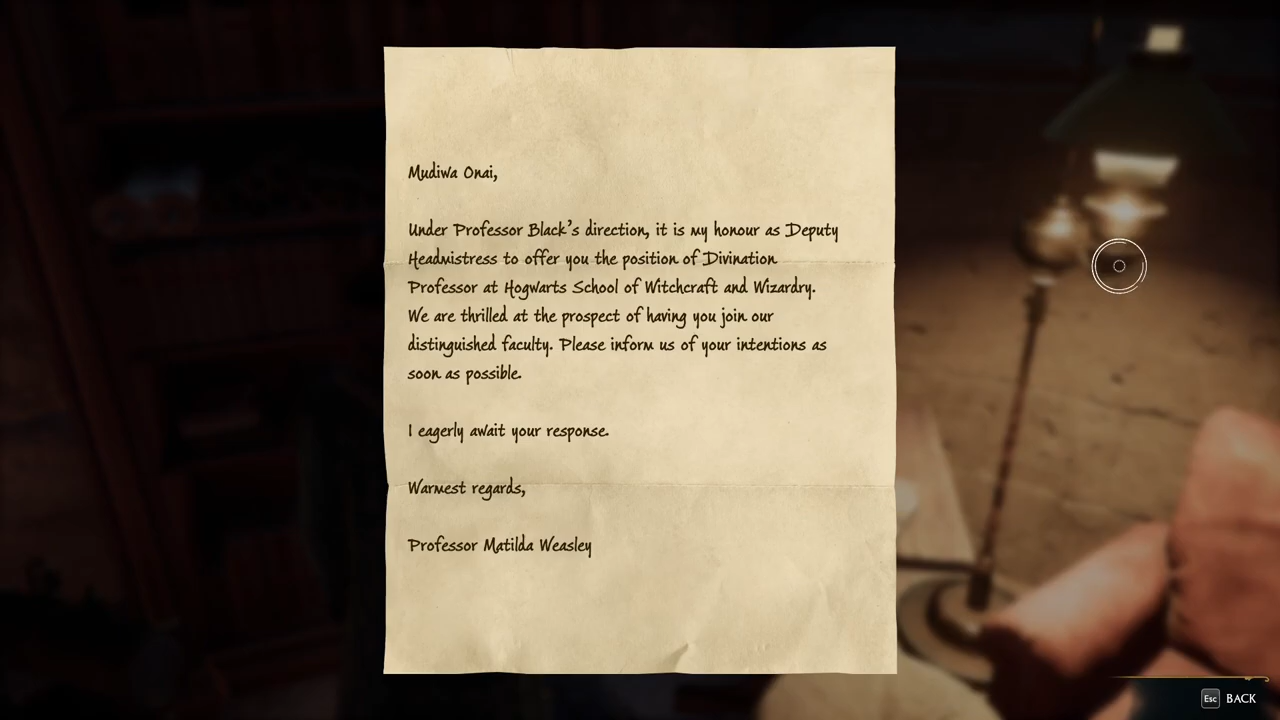 Mudiwa Onai,
Under Professor Black's direction, it is my honour as Deputy
Headmistress to offer you the position of Divination
Professor at Hogwarts School of Witchcraft and Wizardry.
We are thrilled at the prospect of having you join our
distinguished faculty. Please inform us of your intentions as
soon as possible.
I eagerly await your response.
Warmest regards,
Professor Matilda Weasley
Esc BACK